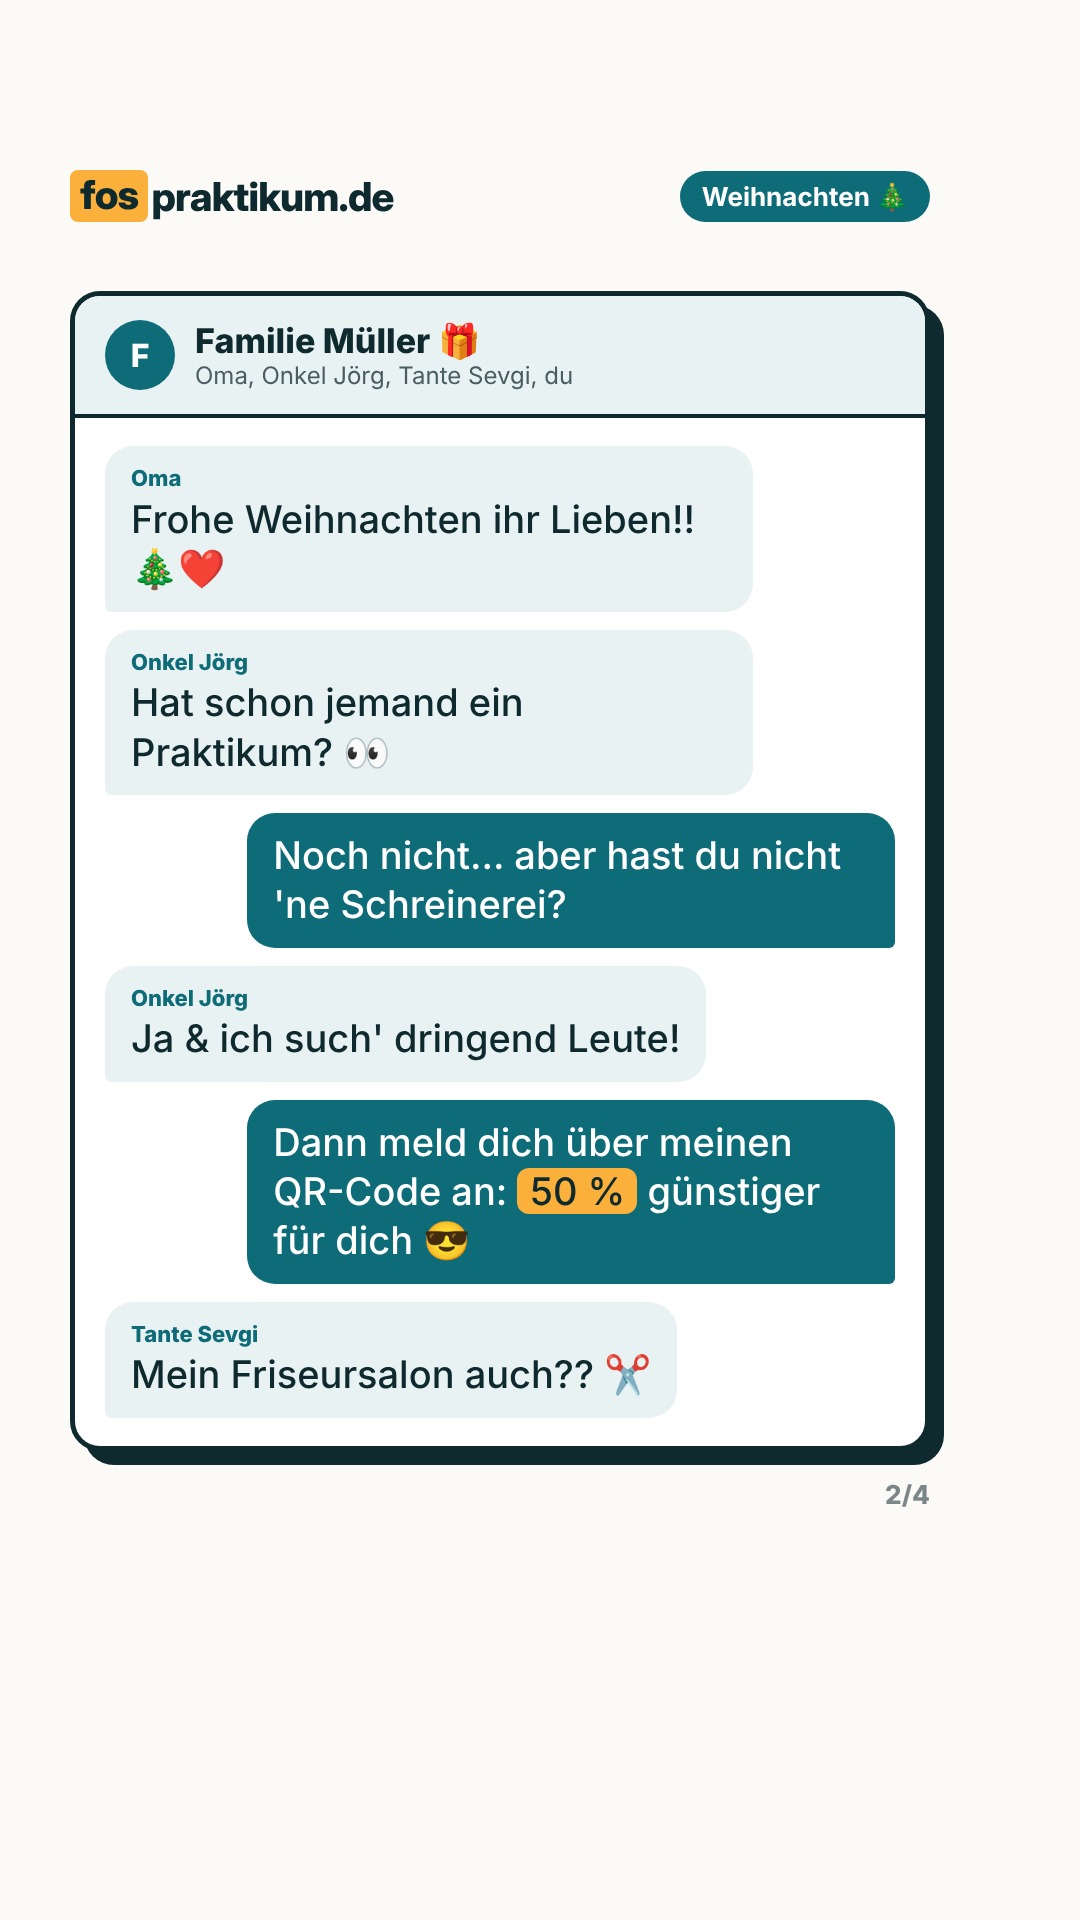 fos praktikum.de
Weihnachten 🎄
F
Familie Müller 🎁
Oma, Onkel Jörg, Tante Sevgi, du
Oma
Frohe Weihnachten ihr Lieben!!
🎄❤️
Onkel Jörg
Hat schon jemand ein
Praktikum? 👀
Noch nicht… aber hast du nicht
'ne Schreinerei?
Onkel Jörg
Ja & ich such' dringend Leute!
Dann meld dich über meinen
QR-Code an: 50 % günstiger
für dich 😎
Tante Sevgi
Mein Friseursalon auch?? ✂️
2/4